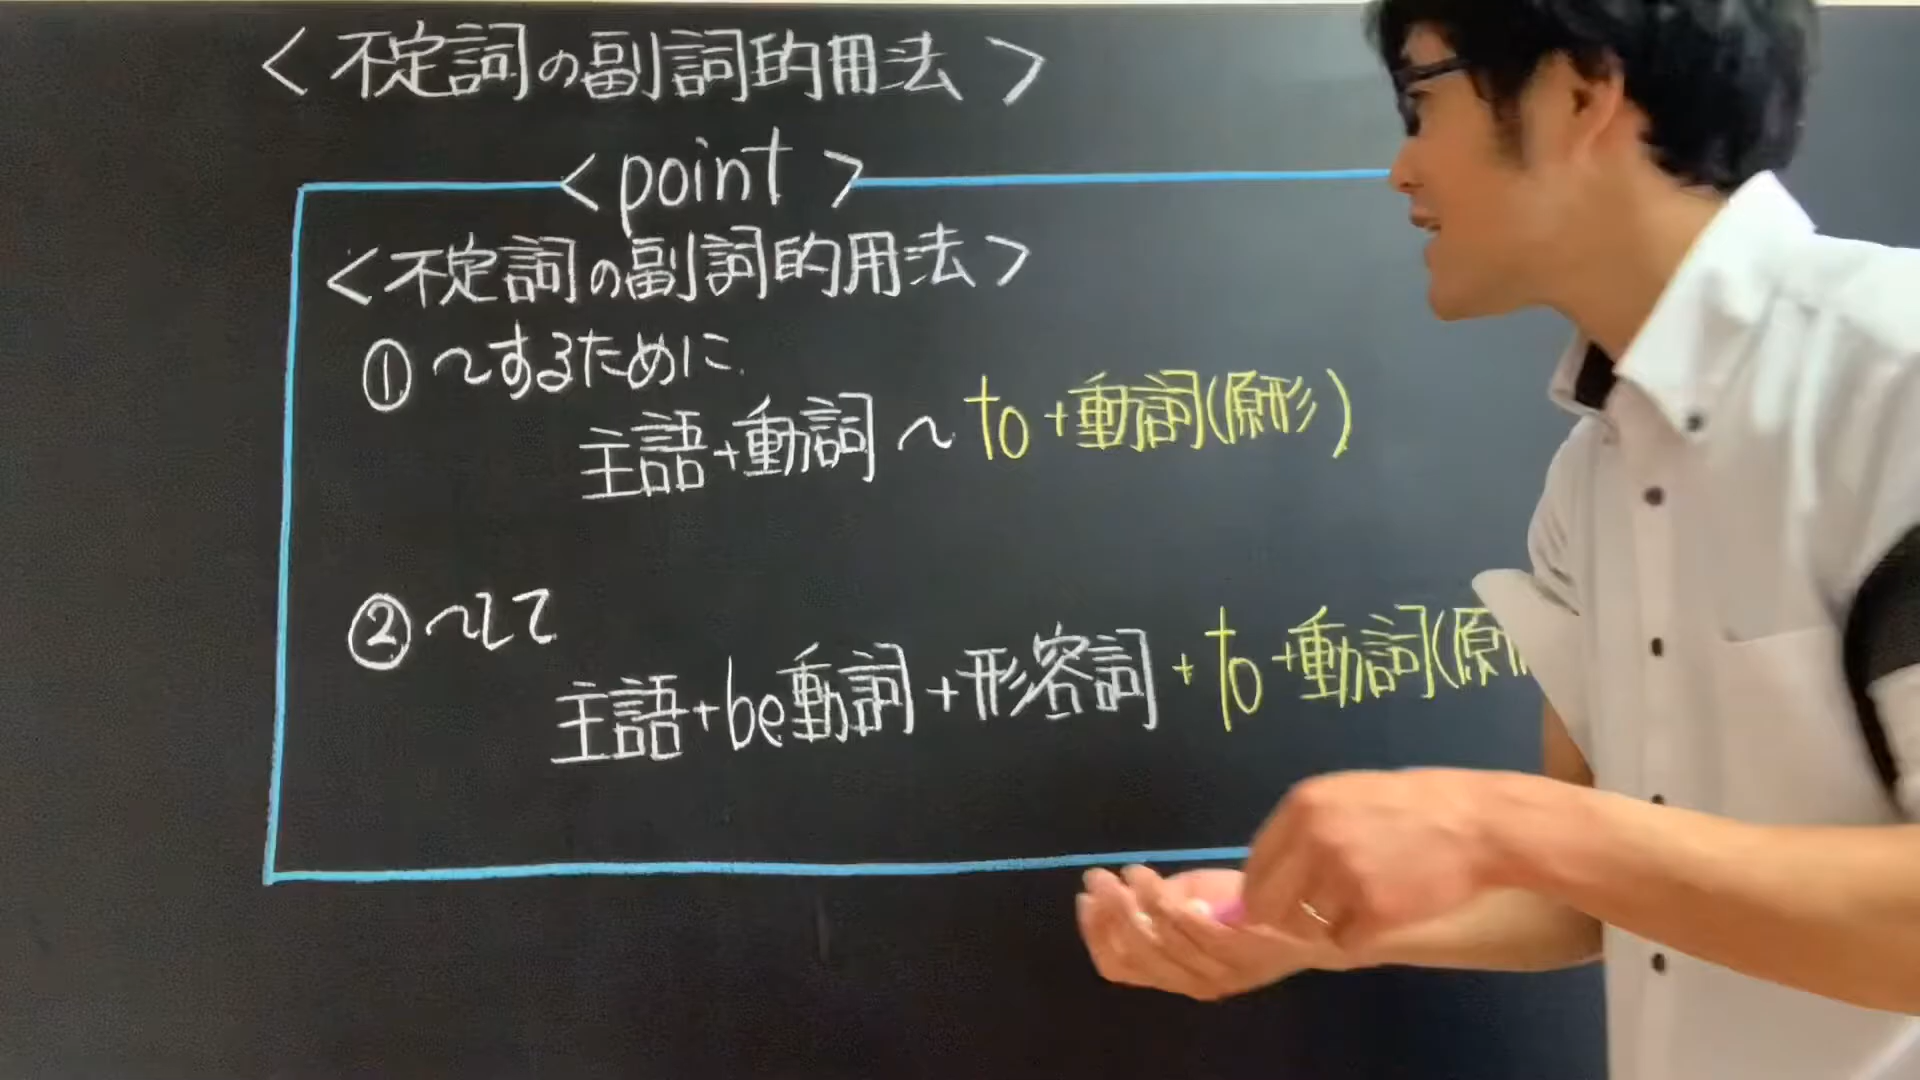 <不定詞の副詞的用法>
<point>
<不定詞の副詞的用法>
① ～するために
主語+動詞 ～ to +動詞(原形)
② ～して
主語+be動詞+形容詞 + to +動詞(原